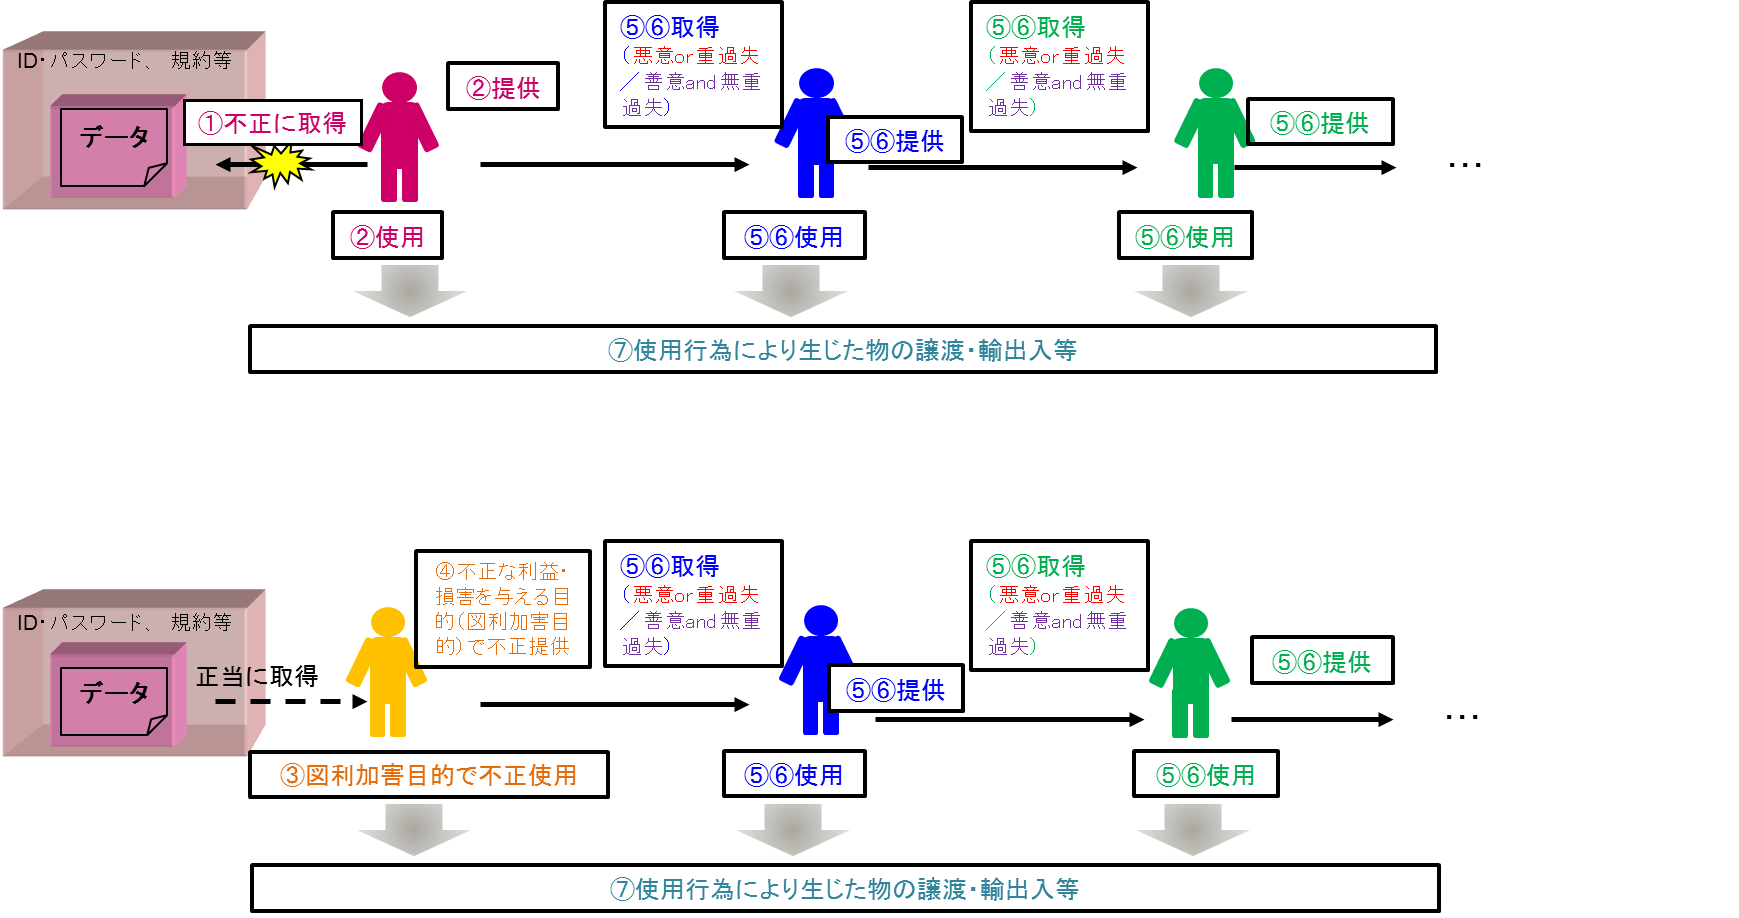 ID・パスワード、 規約等
データ
①不正に取得
②提供
②使用
⑤⑥取得
（悪意or重過失
／善意and無重
過失）
⑤⑥提供
⑤⑥使用
⑤⑥取得
（悪意or重過失
／善意and無重
過失）
⑤⑥提供
⑤⑥使用
…
⑦使用行為により生じた物の譲渡・輸出入等
ID・パスワード、 規約等
データ
正当に取得
④不正な利益・
損害を与える目
的（図利加害目
的）で不正提供
③図利加害目的で不正使用
⑤⑥取得
（悪意or重過失
／善意and無重
過失）
⑤⑥提供
⑤⑥使用
⑤⑥取得
（悪意or重過失
／善意and無重
過失）
⑤⑥提供
⑤⑥使用
…
⑦使用行為により生じた物の譲渡・輸出入等